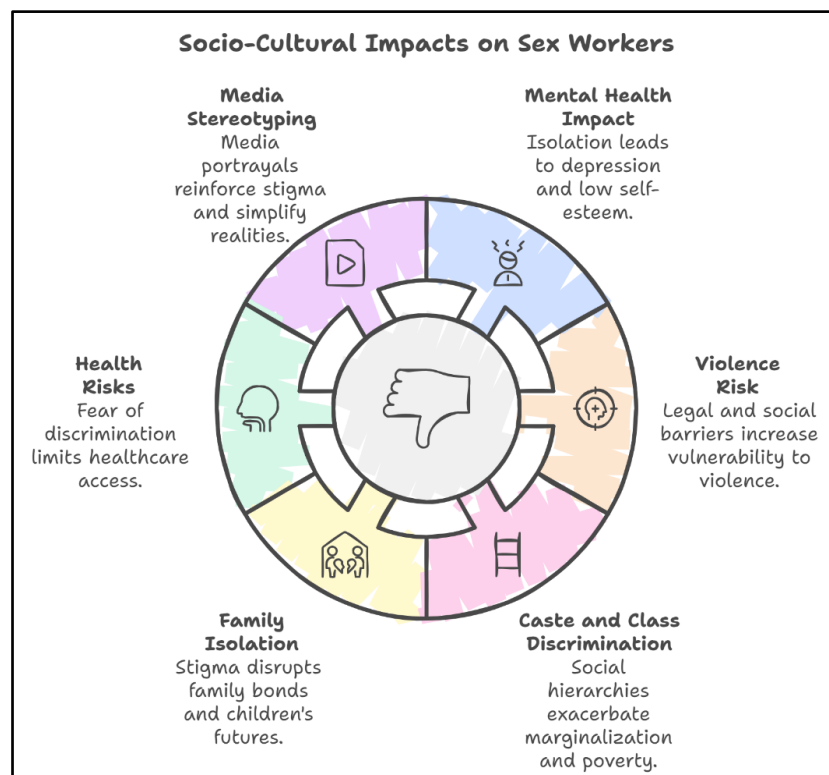 Socio-Cultural Impacts on Sex Workers
Media
Stereotyping
Media
portrayals
reinforce stigma
and simplify
realities.
Mental Health
Impact
Isolation leads
to depression
and low self-
esteem.
Health
Risks
Fear of
discrimination
limits healthcare
access.
Violence
Risk
Legal and social
barriers increase
vulnerability to
violence.
Family
Isolation
Stigma disrupts
family bonds
and children's
futures.
Caste and Class
Discrimination
Social
hierarchies
exacerbate
marginalization
and poverty.